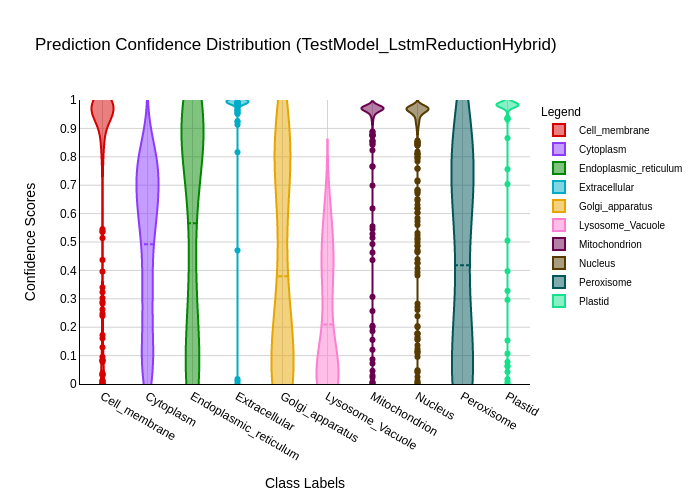 Prediction Confidence Distribution (TestModel_LstmReductionHybrid)
Legend
Cell_membrane
Cytoplasm
Endoplasmic_reticulum
Extracellular
Golgi_apparatus
Lysosome_Vacuole
Mitochondrion
Nucleus
Peroxisome
Plastid
Confidence Scores
1
0.9
0.8
0.7
0.6
0.5
0.4
0.3
0.2
0.1
0
Cell_membrane
Cytoplasm
Endoplasmic_reticulum
Extracellular
Golgi_apparatus
Lysosome_Vacuole
Mitochondrion
Nucleus
Peroxisome
Plastid
Class Labels